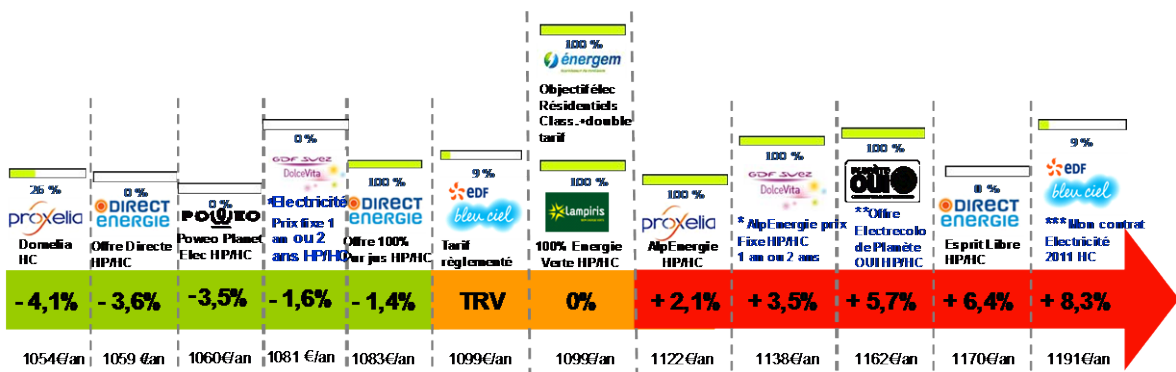 26 %
proxelia
Domelia
HC
- 4,1%
1054€/an
0 %
DIRECT
ENERGIE
Offre Directe
HP/HC
- 3,6%
1059 €/an
0 %
POWEO
Poweo Planet
Elec HP/HC
-3,5%
1060€/an
0 %
GDF SUEZ
DolceVita
*Electricité
Prix fixe 1
an ou 2
ans HP/HC
- 1,6%
1081 €/an
100 %
DIRECT
ENERGIE
Offre 100%
Pur jus HP/HC
- 1,4%
1083€/an
9 %
edf
bleu ciel
Tarif
règlementé
TRV
1099€/an
100 %
énergem
Objectif élec
Résidentiels
Class.+double
tarif
100 %
Lampiris
100% Energie
Verte HP/HC
0%
1099€/an
100 %
proxelia
AlpEnergie
HP/HC
+ 2,1%
1122€/an
100 %
GDF SUEZ
DolceVita
* AlpEnergie prix
Fixe HP/HC
1 an ou 2 ans
+ 3,5%
1138€/an
100 %
PLANÈTE
OUI
**Offre
Electrecolo
de Planète
OUI HP/HC
+ 5,7%
1162€/an
0 %
DIRECT
ENERGIE
Esprit Libre
HP/HC
+ 6,4%
1170€/an
9 %
edf
bleu ciel
*** Mon contrat
Electricité
2011 HC
+ 8,3%
1191€/an